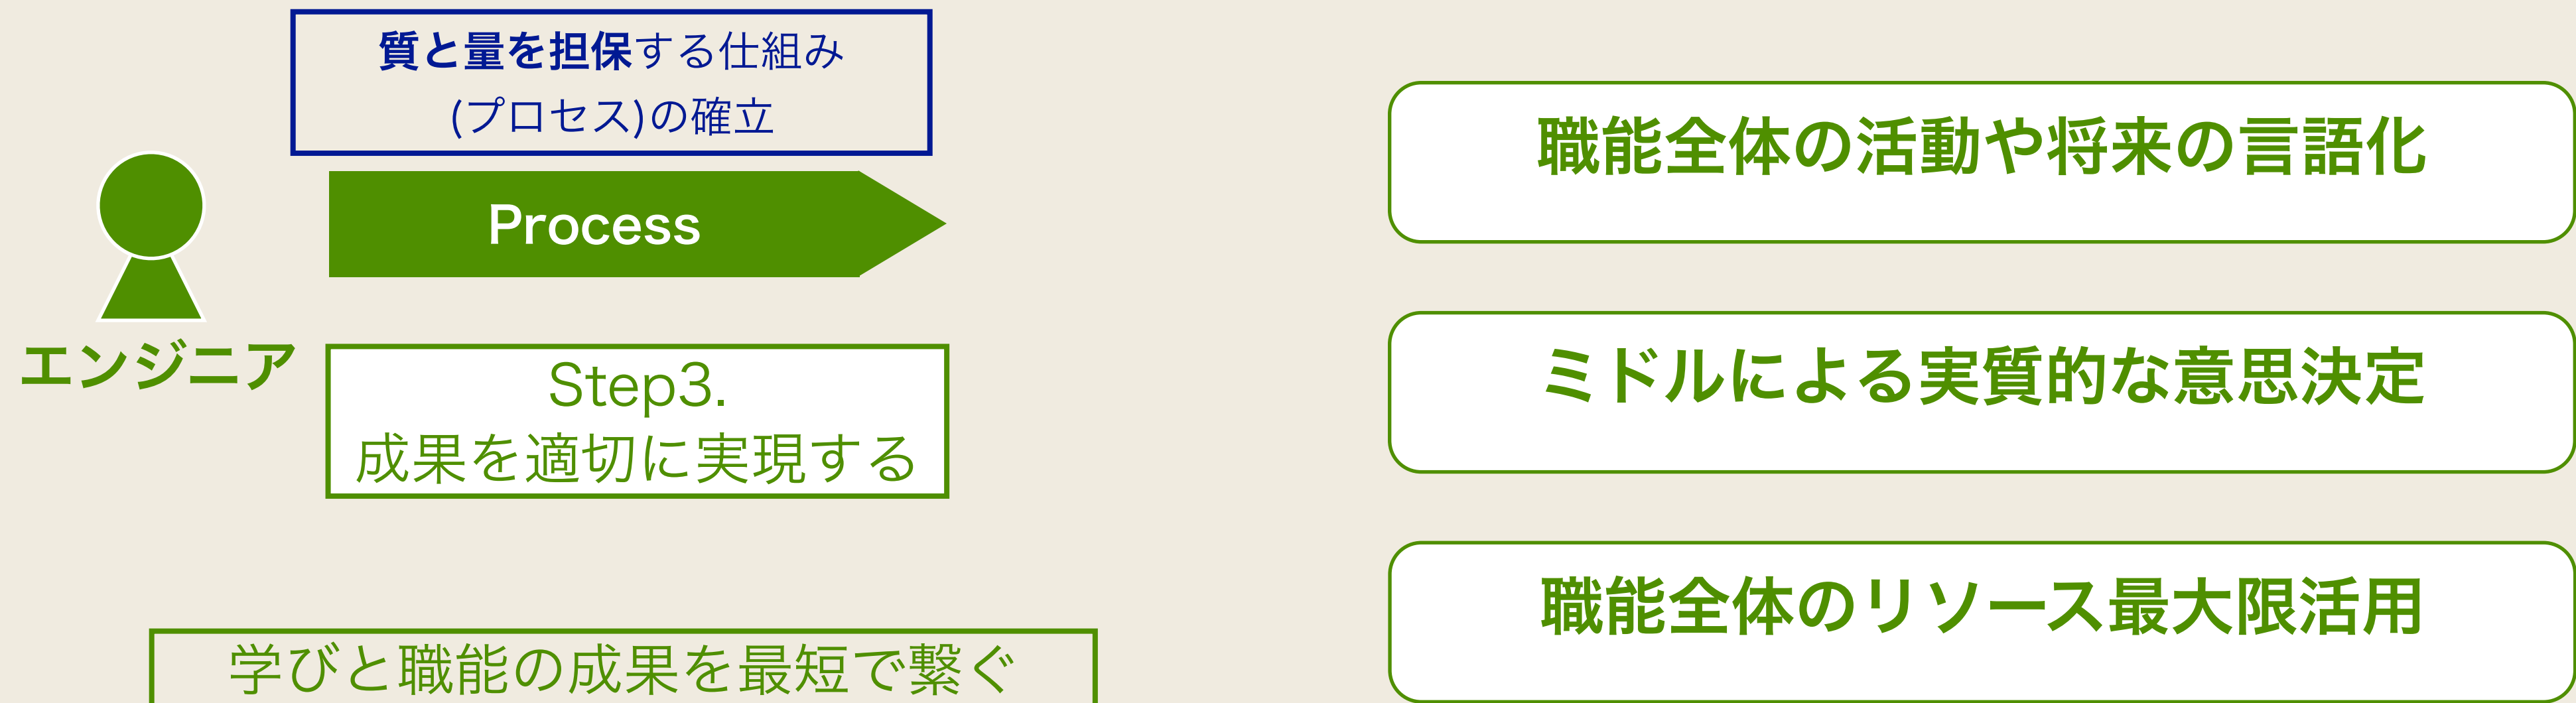 質と量を担保する仕組み
(プロセス)の確立
Process
エンジニア
Step3.
成果を適切に実現する
学びと職能の成果を最短で繋ぐ
職能全体の活動や将来の言語化
ミドルによる実質的な意思決定
職能全体のリソース最大限活用